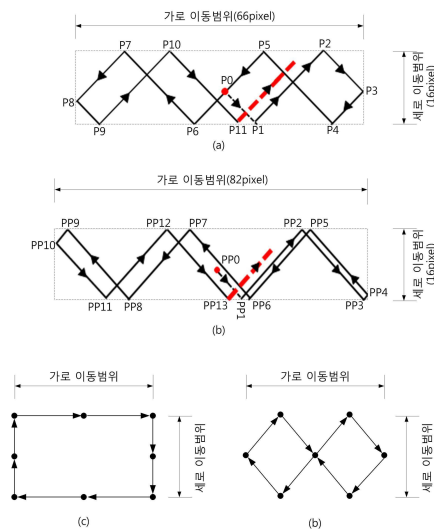 가로 이동범위(66pixel)
P7 P10 P5 P2
P0
P3
P8
P9 P6 P11 P1 P4
세로 이동범위
(16pixel)
(a)
가로 이동범위(82pixel)
PP9 PP12 PP7 PP2 PP5
PP10
PP0
PP4
PP11 PP8 PP13 PP1 PP6 PP3
세로 이동범위
(16pixel)
(b)
가로 이동범위
세로 이동범위
(c)
가로 이동범위
세로 이동범위
(b)